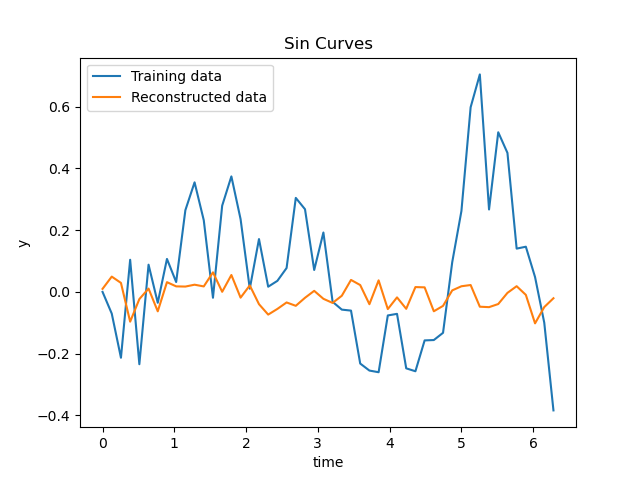 Sin Curves
Training data
Reconstructed data
y
0.6
0.4
0.2
0.0
−0.2
−0.4
0 1 2 3 4 5 6
time